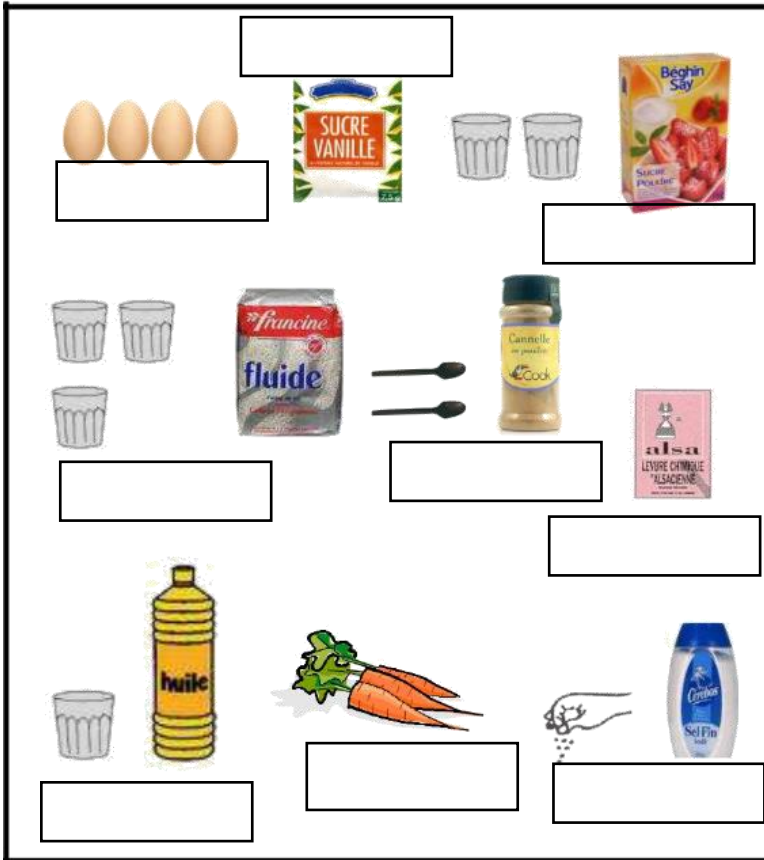 SUCRE
VANILLE
Béghin
Say
SUCRE
POUDRE
francine
fluide
Cannelle
en poudre
Cook
alsa
LEVURE CHIMIQUE
ALSACIENNE
huile
Cérébos
Sel Fin